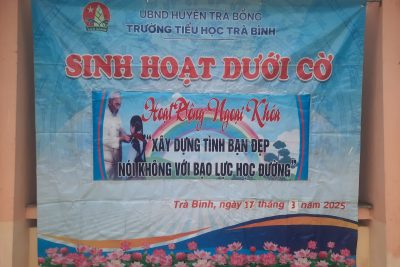 UBND HUYỆN TRÀ BỒNG
TRƯỜNG TIỂU HỌC TRÀ BÌNH
SINH HOẠT DƯỚI CỜ
Hoạt Động Ngoại Khóa
"XÂY DỰNG TÌNH BẠN ĐẸP
NÓI KHÔNG VỚI BẠO LỰC HỌC ĐƯỜNG"
Trà Bình, ngày 17 tháng 3 năm 2025